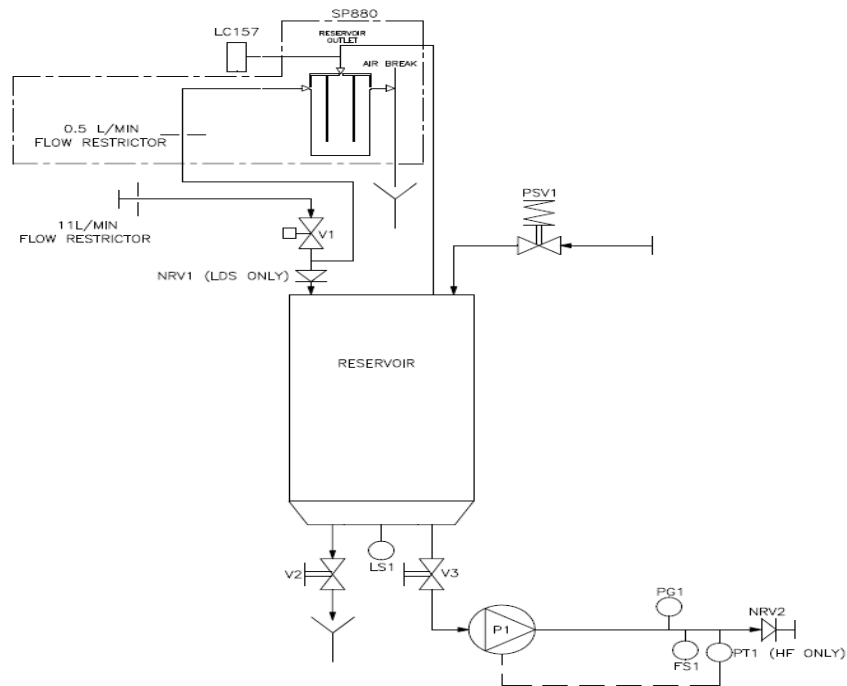 SP880
LC157
RESERVOIR
OUTLET
AIR BREAK
0.5 L/MIN
FLOW RESTRICTOR
PSV1
11L/MIN
FLOW RESTRICTOR
V1
NRV1 (LDS ONLY)
RESERVOIR
V2
LS1
V3
PG1
NRV2
P1
FS1
PT1 (HF ONLY)